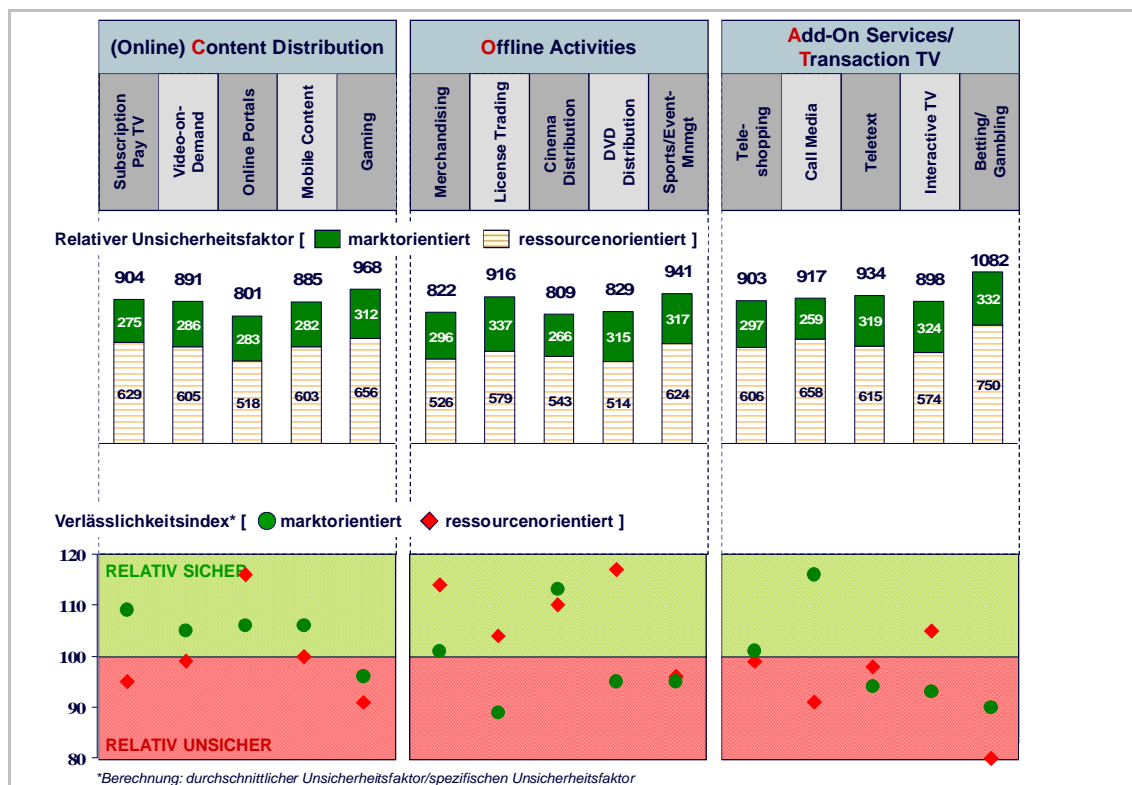 (Online) Content Distribution
Offline Activities
Add-On Services/
Transaction TV
Subscription
Pay TV
Video-on-
Demand
Online Portals
Mobile Content
Gaming
Merchandising
License Trading
Cinema
Distribution
DVD
Distribution
Sports/Event-
Mnmgt
Tele-
shopping
Call Media
Teletext
Interactive TV
Betting/
Gambling
Relativer Unsicherheitsfaktor [ marktorientiert ressourcenorientiert ]
904 891 801 885 968 822 916 809 829 941 903 917 934 898 1082
275 286 283 282 312 296 337 266 315 317 297 259 319 324 332
629 605 518 603 656 526 579 543 514 624 606 658 615 574 750
Verlässlichkeitsindex* [ marktorientiert ressourcenorientiert ]
120
RELATIV SICHER
110
100
90
RELATIV UNSICHER
80
*Berechnung: durchschnittlicher Unsicherheitsfaktor/spezifischen Unsicherheitsfaktor